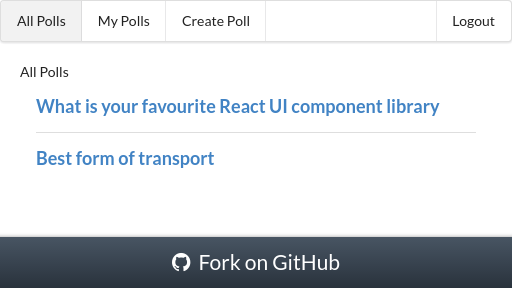 All Polls My Polls Create Poll Logout
All Polls
What is your favourite React UI component library
Best form of transport
Fork on GitHub